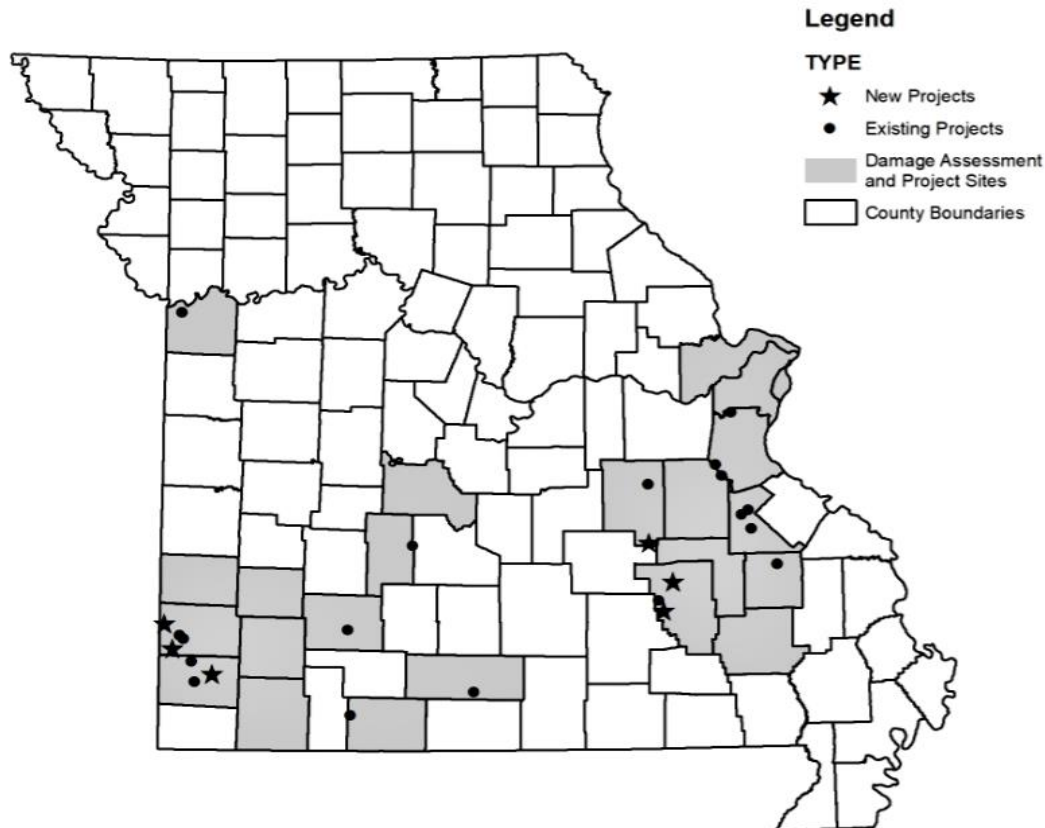 Legend
TYPE
New Projects
Existing Projects
Damage Assessment
and Project Sites
County Boundaries